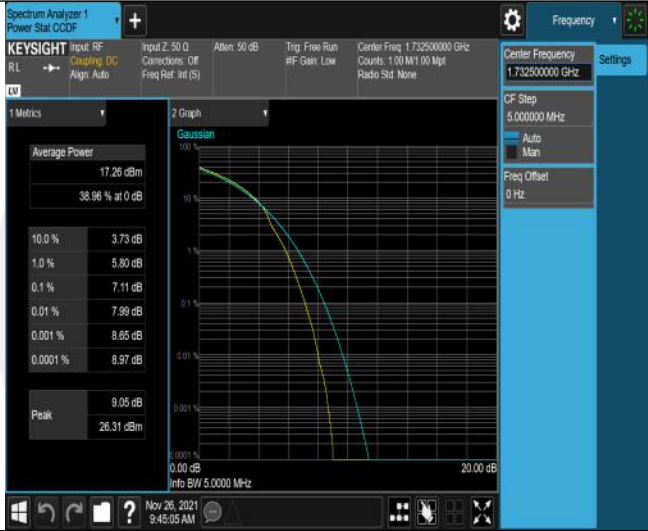 Spectrum Analyzer 1
Power Stat CCDF
Frequency
KEYSIGHT
Input: RF
Input Z: 50 Ω
Atten: 50 dB
Trig: Free Run
Center Freq: 1.732500000 GHz
RL
Coupling: DC
Corrections: Off
#IF Gain: Low
Counts: 1.00 M/1.00 Mpt
Align: Auto
Freq Ref: Int (S)
Radio Std: None
LXI
Center Frequency
1.732500000 GHz
Settings
CF Step
5.000000 MHz
Auto
Man
Freq Offset
0 Hz
1 Metrics
Average Power
17.26 dBm
38.96 % at 0 dB
10.0 % 3.73 dB
1.0 % 5.80 dB
0.1 % 7.11 dB
0.01 % 7.99 dB
0.001 % 8.65 dB
0.0001 % 8.97 dB
Peak
9.05 dB
26.31 dBm
2 Graph
Gaussian
100 %
10 %
1 %
0.1 %
0.01 %
0.001 %
0.0001 %
0.00 dB 20.00 dB
Info BW 5.0000 MHz
?
Nov 26, 2021
9:45:05 AM